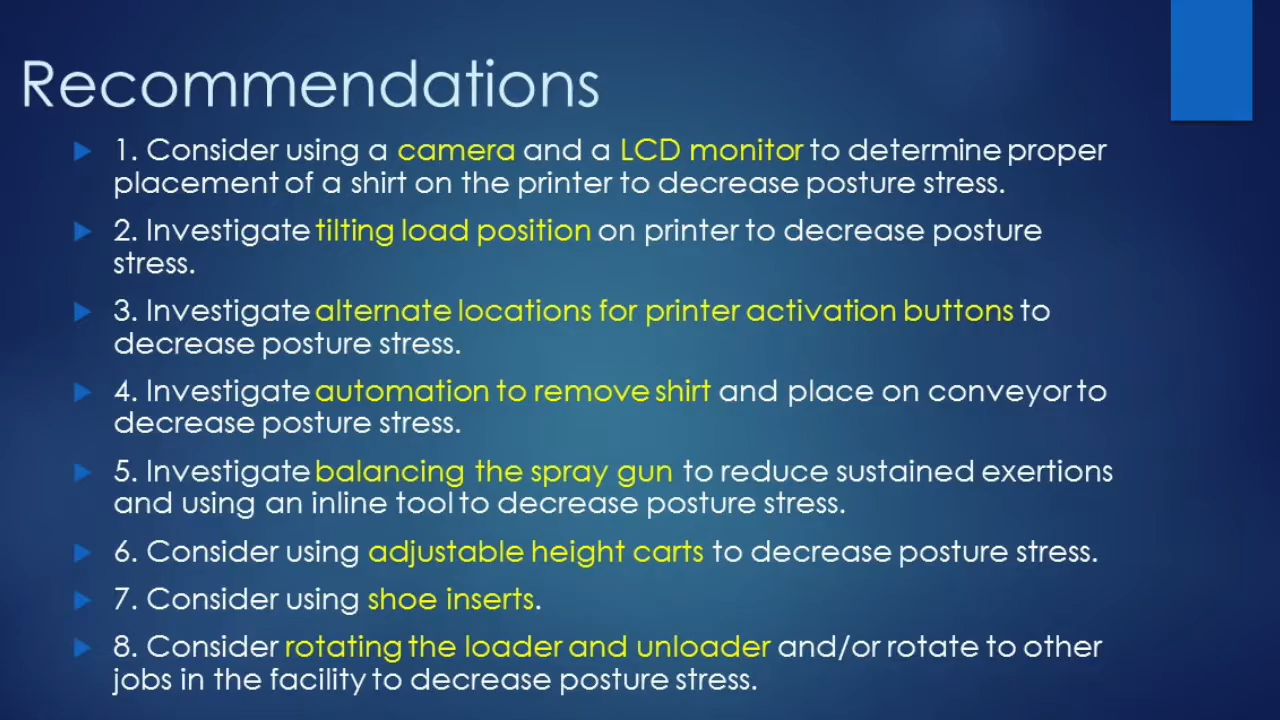 Recommendations
1. Consider using a camera and a LCD monitor to determine proper
placement of a shirt on the printer to decrease posture stress.
2. Investigate tilting load position on printer to decrease posture
stress.
3. Investigate alternate locations for printer activation buttons to
decrease posture stress.
4. Investigate automation to remove shirt and place on conveyor to
decrease posture stress.
5. Investigate balancing the spray gun to reduce sustained exertions
and using an inline tool to decrease posture stress.
6. Consider using adjustable height carts to decrease posture stress.
7. Consider using shoe inserts.
8. Consider rotating the loader and unloader and/or rotate to other
jobs in the facility to decrease posture stress.